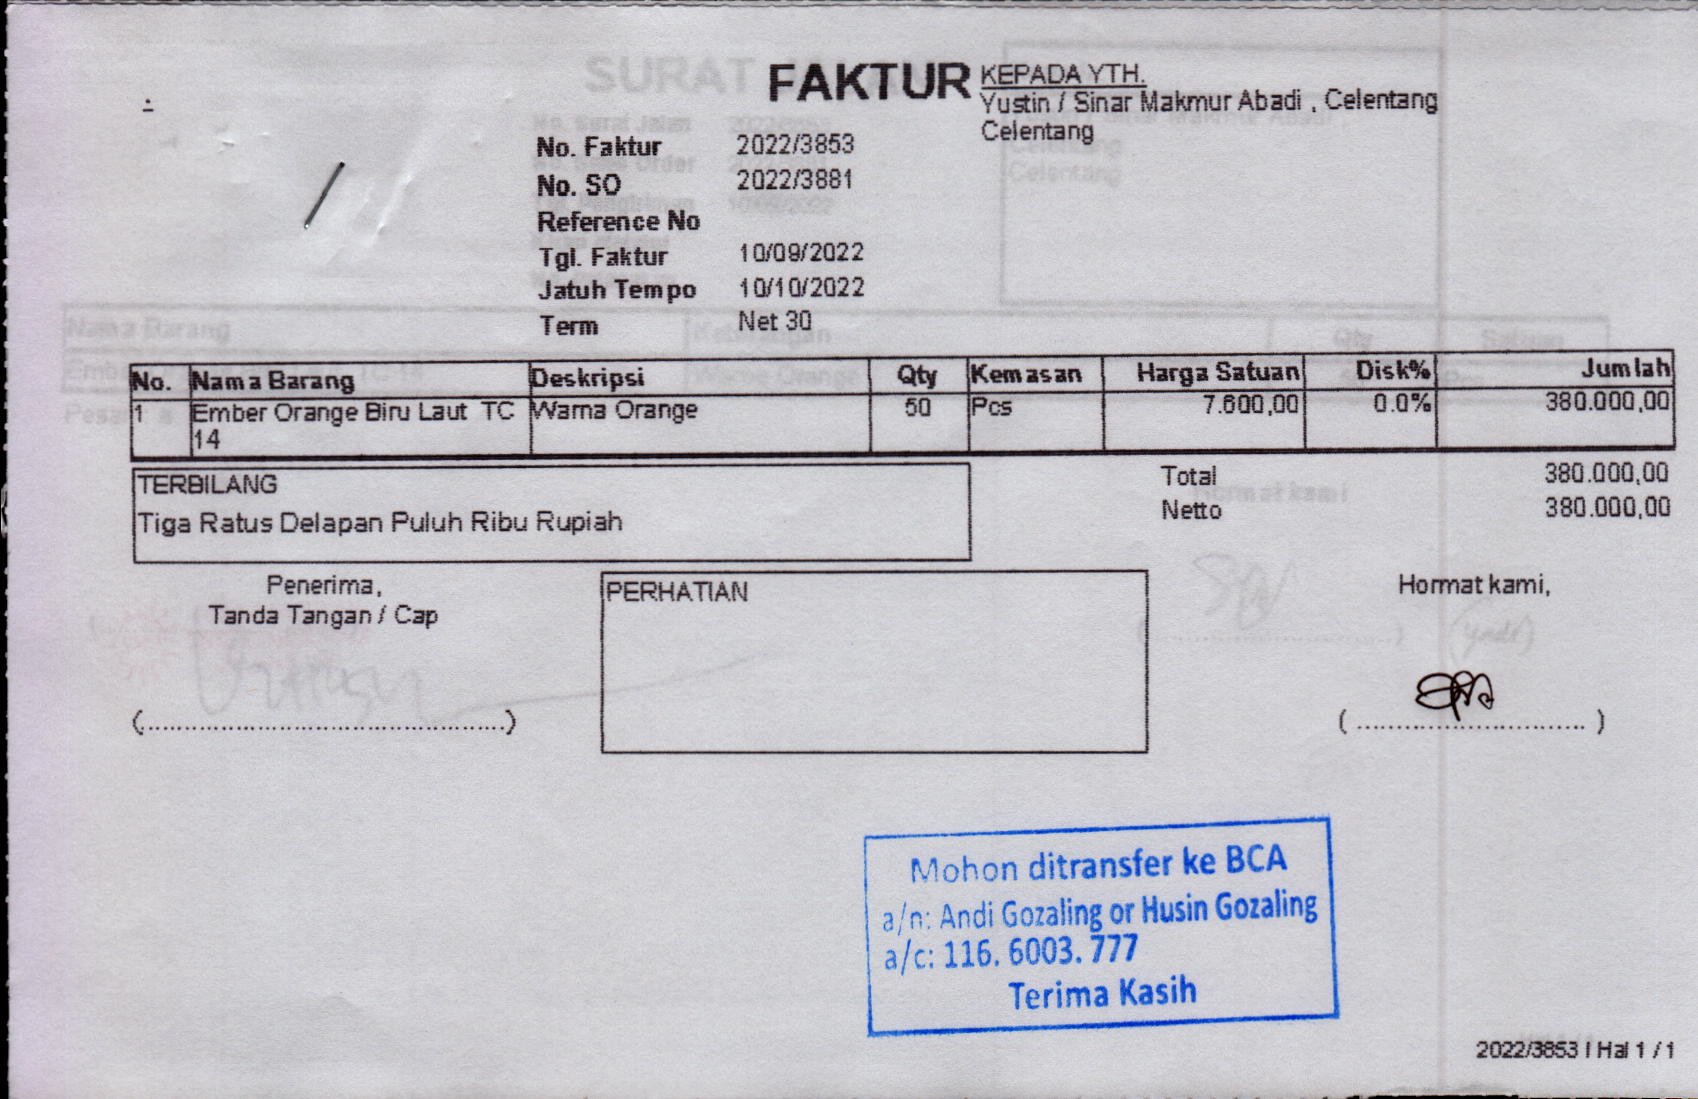 FAKTUR
KEPADA YTH.
Yustin / Sinar Makmur Abadi , Celentang
Celentang
No. Faktur 2022/3853
No. SO 2022/3881
Reference No
Tgl. Faktur 10/09/2022
Jatuh Tempo 10/10/2022
Term Net 30
No. Nama Barang Deskripsi Qty Kemasan Harga Satuan Disk% Jumlah
1 Ember Orange Biru Laut TC Warna Orange 50 Pcs 7.600,00 0.0% 380.000,00
14
TERBILANG
Tiga Ratus Delapan Puluh Ribu Rupiah
Total 380.000,00
Netto 380.000,00
Penerima,
Tanda Tangan / Cap
(................................................)
PERHATIAN
Hormat kami,
( .............................. )
Mohon ditransfer ke BCA
a/n: Andi Gozaling or Husin Gozaling
a/c: 116. 6003. 777
Terima Kasih
2022/3853 | Hal 1 / 1